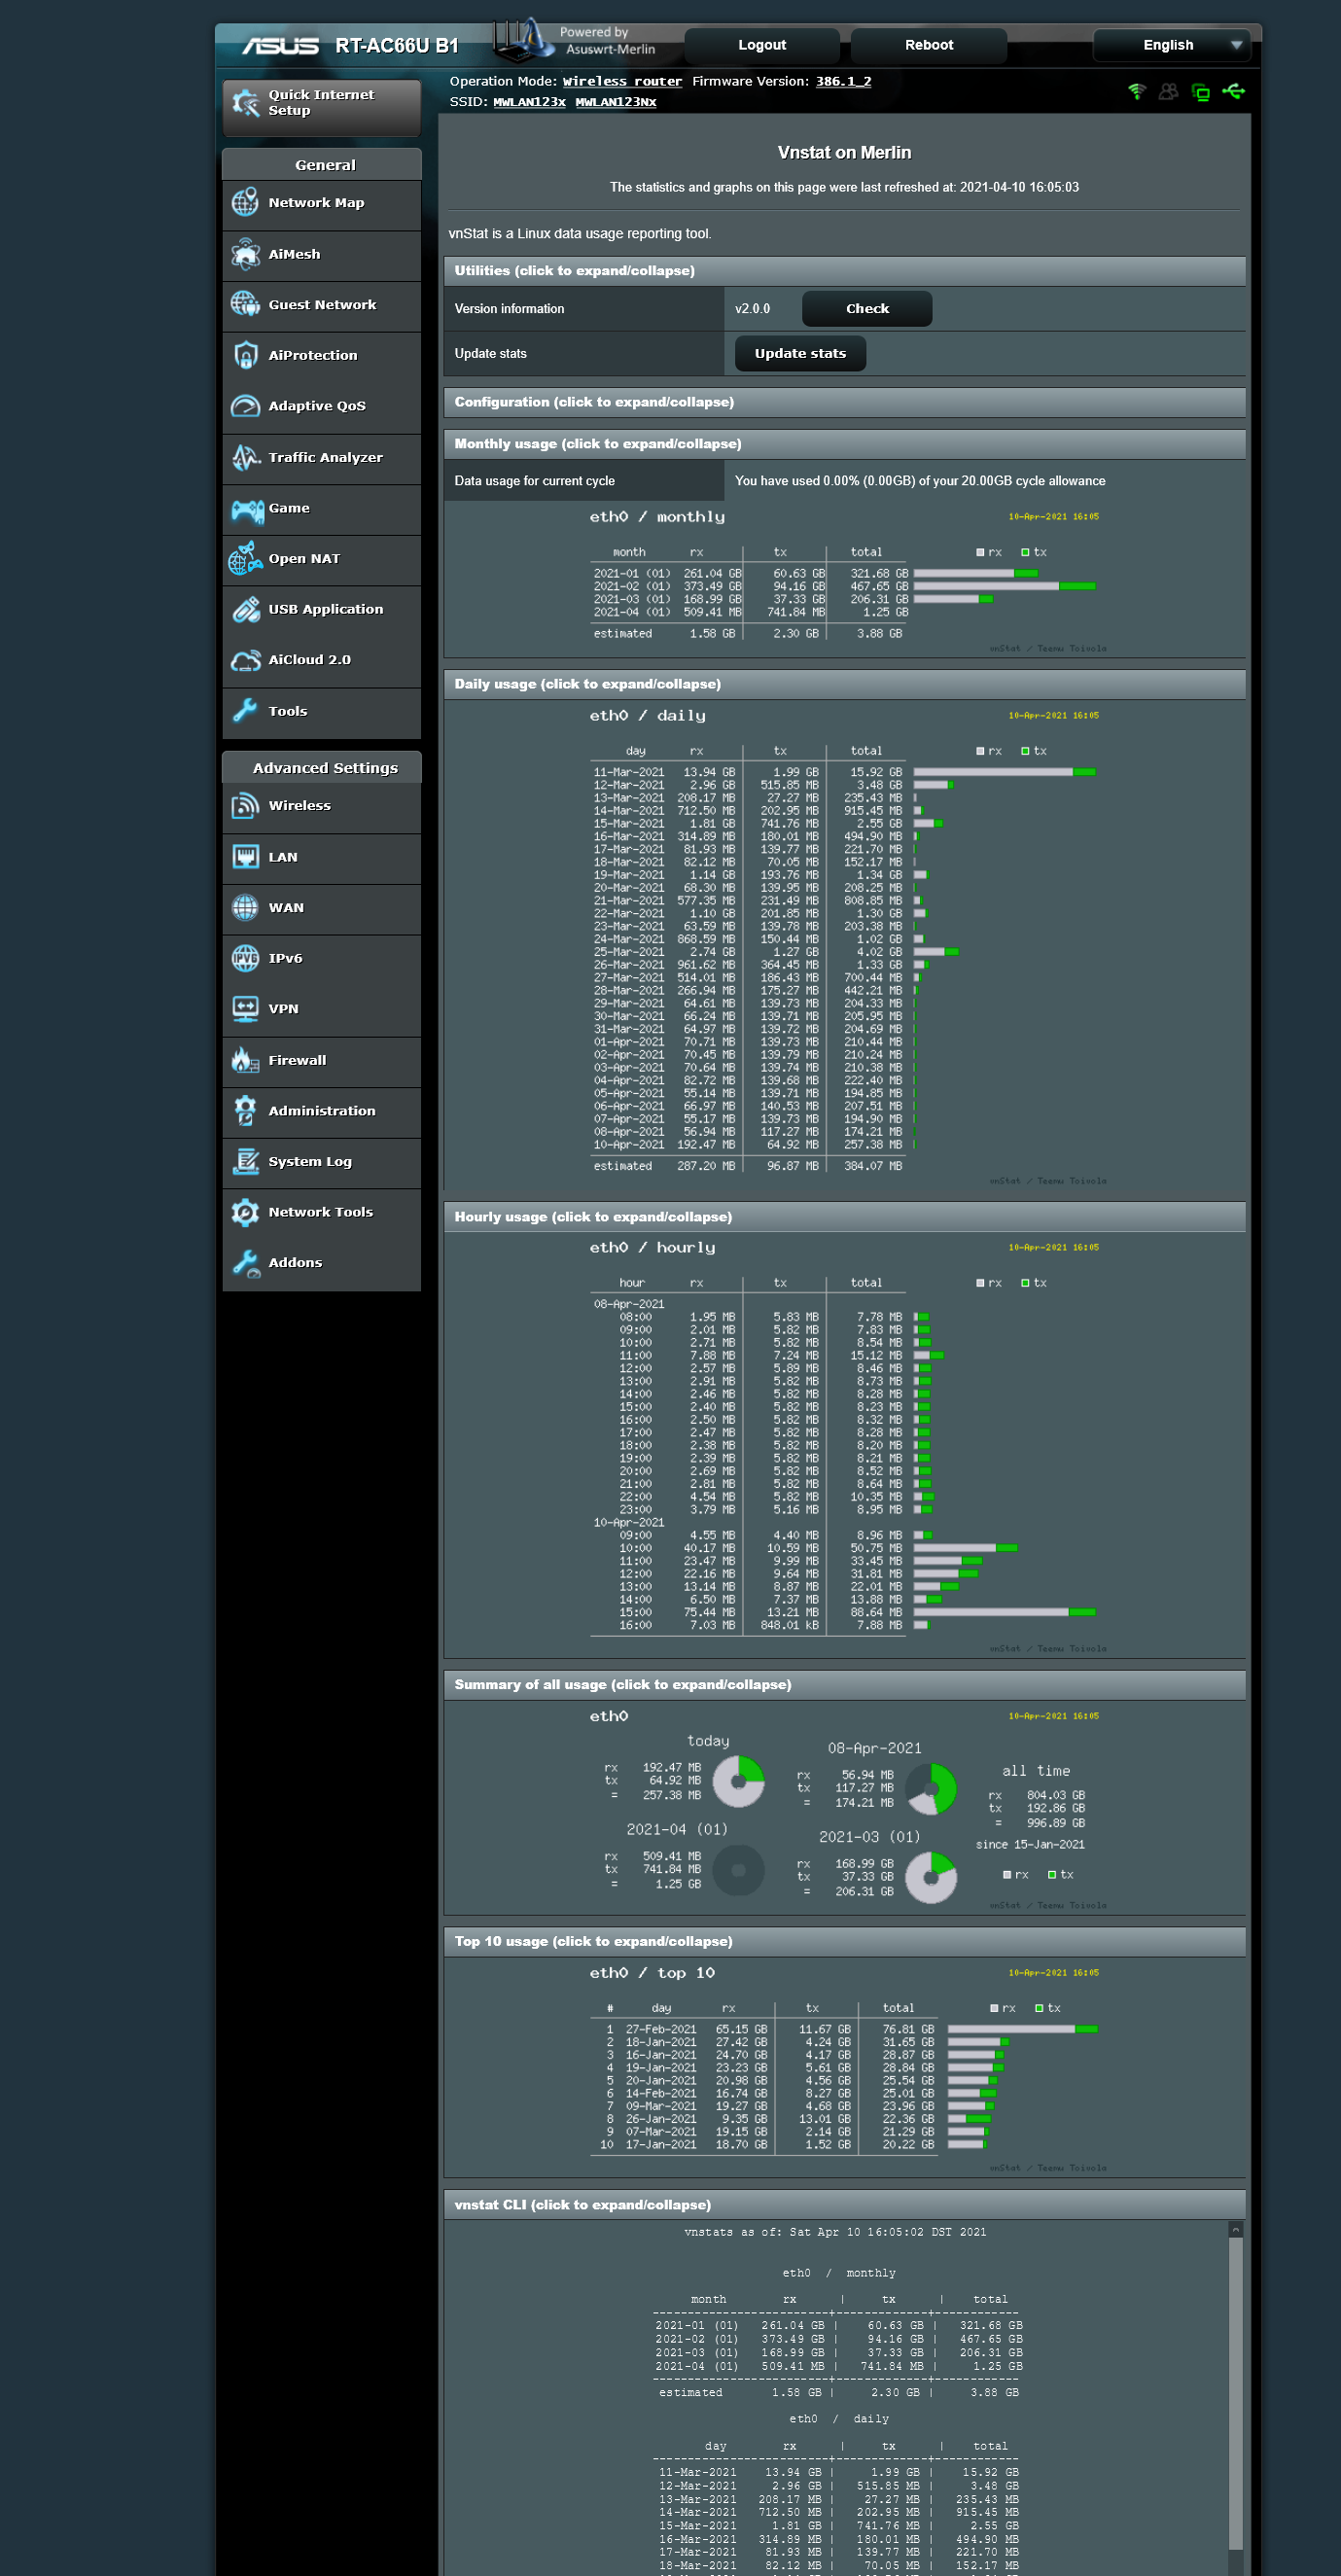 ASUS RT-AC66U B1
Powered by
Asuswrt-Merlin
Logout
Reboot
English
Operation Mode: Wireless router Firmware Version: 386.1_2
SSID: MWLAN123x MWLAN123Nx
Quick Internet
Setup
General
Network Map
AiMesh
Guest Network
AiProtection
Adaptive QoS
Traffic Analyzer
Game
Open NAT
USB Application
AiCloud 2.0
Tools
Advanced Settings
Wireless
LAN
WAN
IPv6
VPN
Firewall
Administration
System Log
Network Tools
Addons
Vnstat on Merlin
The statistics and graphs on this page were last refreshed at: 2021-04-10 16:05:03
vnStat is a Linux data usage reporting tool.
Utilities (click to expand/collapse)
Version information v2.0.0 Check
Update stats Update stats
Configuration (click to expand/collapse)
Monthly usage (click to expand/collapse)
Data usage for current cycle You have used 0.00% (0.00GB) of your 20.00GB cycle allowance
eth0 / monthly 10-Apr-2021 16:05
month rx tx total rx tx
2021-01 (01) 261.04 GB 60.63 GB 321.68 GB
2021-02 (01) 373.49 GB 94.16 GB 467.65 GB
2021-03 (01) 168.99 GB 37.33 GB 206.31 GB
2021-04 (01) 509.41 MB 741.84 MB 1.25 GB
estimated 1.58 GB 2.30 GB 3.88 GB
vnStat / Teemu Toivola
Daily usage (click to expand/collapse)
eth0 / daily 10-Apr-2021 16:05
day rx tx total rx tx
11-Mar-2021 13.94 GB 1.99 GB 15.92 GB
12-Mar-2021 2.96 GB 515.85 MB 3.48 GB
13-Mar-2021 208.17 MB 27.27 MB 235.43 MB
14-Mar-2021 712.50 MB 202.95 MB 915.45 MB
15-Mar-2021 1.81 GB 741.76 MB 2.55 GB
16-Mar-2021 314.89 MB 180.01 MB 494.90 MB
17-Mar-2021 81.93 MB 139.77 MB 221.70 MB
18-Mar-2021 82.12 MB 70.05 MB 152.17 MB
19-Mar-2021 1.14 GB 193.76 MB 1.34 GB
20-Mar-2021 68.30 MB 139.95 MB 208.25 MB
21-Mar-2021 577.35 MB 231.49 MB 808.85 MB
22-Mar-2021 1.10 GB 201.85 MB 1.30 GB
23-Mar-2021 63.59 MB 139.78 MB 203.38 MB
24-Mar-2021 868.59 MB 150.44 MB 1.02 GB
25-Mar-2021 2.74 GB 1.27 GB 4.02 GB
26-Mar-2021 961.62 MB 364.45 MB 1.33 GB
27-Mar-2021 514.01 MB 186.43 MB 700.44 MB
28-Mar-2021 266.94 MB 175.27 MB 442.21 MB
29-Mar-2021 64.61 MB 139.73 MB 204.33 MB
30-Mar-2021 66.24 MB 139.71 MB 205.95 MB
31-Mar-2021 64.97 MB 139.72 MB 204.69 MB
01-Apr-2021 70.71 MB 139.73 MB 210.44 MB
02-Apr-2021 70.45 MB 139.79 MB 210.24 MB
03-Apr-2021 70.64 MB 139.74 MB 210.38 MB
04-Apr-2021 82.72 MB 139.68 MB 222.40 MB
05-Apr-2021 55.14 MB 139.71 MB 194.85 MB
06-Apr-2021 66.97 MB 140.53 MB 207.51 MB
07-Apr-2021 55.17 MB 139.73 MB 194.90 MB
08-Apr-2021 56.94 MB 117.27 MB 174.21 MB
10-Apr-2021 192.47 MB 64.92 MB 257.38 MB
estimated 287.20 MB 96.87 MB 384.07 MB
vnStat / Teemu Toivola
Hourly usage (click to expand/collapse)
eth0 / hourly 10-Apr-2021 16:05
hour rx tx total rx tx
08-Apr-2021
08:00 1.95 MB 5.83 MB 7.78 MB
09:00 2.01 MB 5.82 MB 7.83 MB
10:00 2.71 MB 5.82 MB 8.54 MB
11:00 7.88 MB 7.24 MB 15.12 MB
12:00 2.57 MB 5.89 MB 8.46 MB
13:00 2.91 MB 5.82 MB 8.73 MB
14:00 2.46 MB 5.82 MB 8.28 MB
15:00 2.40 MB 5.82 MB 8.23 MB
16:00 2.50 MB 5.82 MB 8.32 MB
17:00 2.47 MB 5.82 MB 8.28 MB
18:00 2.38 MB 5.82 MB 8.20 MB
19:00 2.39 MB 5.82 MB 8.21 MB
20:00 2.69 MB 5.82 MB 8.52 MB
21:00 2.81 MB 5.82 MB 8.64 MB
22:00 4.54 MB 5.82 MB 10.35 MB
23:00 3.79 MB 5.16 MB 8.95 MB
10-Apr-2021
09:00 4.55 MB 4.40 MB 8.96 MB
10:00 40.17 MB 10.59 MB 50.75 MB
11:00 23.47 MB 9.99 MB 33.45 MB
12:00 22.16 MB 9.64 MB 31.81 MB
13:00 13.14 MB 8.87 MB 22.01 MB
14:00 6.50 MB 7.37 MB 13.88 MB
15:00 75.44 MB 13.21 MB 88.64 MB
16:00 7.03 MB 848.01 kB 7.88 MB
vnStat / Teemu Toivola
Summary of all usage (click to expand/collapse)
eth0 10-Apr-2021 16:05
today
rx 192.47 MB
tx 64.92 MB
= 257.38 MB
08-Apr-2021
rx 56.94 MB
tx 117.27 MB
= 174.21 MB
all time
rx 804.03 GB
tx 192.86 GB
= 996.89 GB
since 15-Jan-2021
2021-04 (01)
rx 509.41 MB
tx 741.84 MB
= 1.25 GB
2021-03 (01)
rx 168.99 GB
tx 37.33 GB
= 206.31 GB
rx tx
vnStat / Teemu Toivola
Top 10 usage (click to expand/collapse)
eth0 / top 10 10-Apr-2021 16:05
# day rx tx total rx tx
1 27-Feb-2021 65.15 GB 11.67 GB 76.81 GB
2 18-Jan-2021 27.42 GB 4.24 GB 31.65 GB
3 16-Jan-2021 24.70 GB 4.17 GB 28.87 GB
4 19-Jan-2021 23.23 GB 5.61 GB 28.84 GB
5 20-Jan-2021 20.98 GB 4.56 GB 25.54 GB
6 14-Feb-2021 16.74 GB 8.27 GB 25.01 GB
7 09-Mar-2021 19.27 GB 4.68 GB 23.96 GB
8 26-Jan-2021 9.35 GB 13.01 GB 22.36 GB
9 07-Mar-2021 19.15 GB 2.14 GB 21.29 GB
10 17-Jan-2021 18.70 GB 1.52 GB 20.22 GB
vnStat / Teemu Toivola
vnstat CLI (click to expand/collapse)
vnstats as of: Sat Apr 10 16:05:02 DST 2021
eth0 / monthly
month rx | tx | total
------------------------+-------------+------------
2021-01 (01) 261.04 GB | 60.63 GB | 321.68 GB
2021-02 (01) 373.49 GB | 94.16 GB | 467.65 GB
2021-03 (01) 168.99 GB | 37.33 GB | 206.31 GB
2021-04 (01) 509.41 MB | 741.84 MB | 1.25 GB
------------------------+-------------+------------
estimated 1.58 GB | 2.30 GB | 3.88 GB
eth0 / daily
day rx | tx | total
------------------------+-------------+------------
11-Mar-2021 13.94 GB | 1.99 GB | 15.92 GB
12-Mar-2021 2.96 GB | 515.85 MB | 3.48 GB
13-Mar-2021 208.17 MB | 27.27 MB | 235.43 MB
14-Mar-2021 712.50 MB | 202.95 MB | 915.45 MB
15-Mar-2021 1.81 GB | 741.76 MB | 2.55 GB
16-Mar-2021 314.89 MB | 180.01 MB | 494.90 MB
17-Mar-2021 81.93 MB | 139.77 MB | 221.70 MB
18-Mar-2021 82.12 MB | 70.05 MB | 152.17 MB